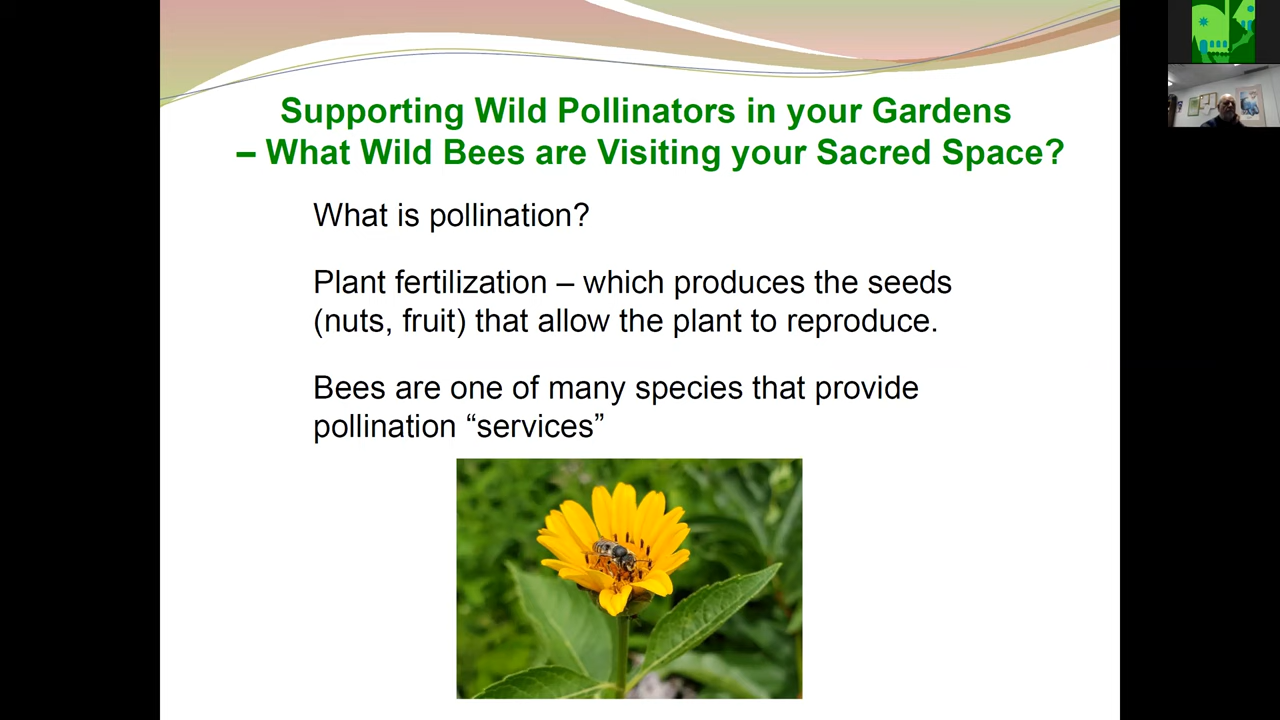 Supporting Wild Pollinators in your Gardens
– What Wild Bees are Visiting your Sacred Space?
What is pollination?
Plant fertilization – which produces the seeds
(nuts, fruit) that allow the plant to reproduce.
Bees are one of many species that provide
pollination “services”